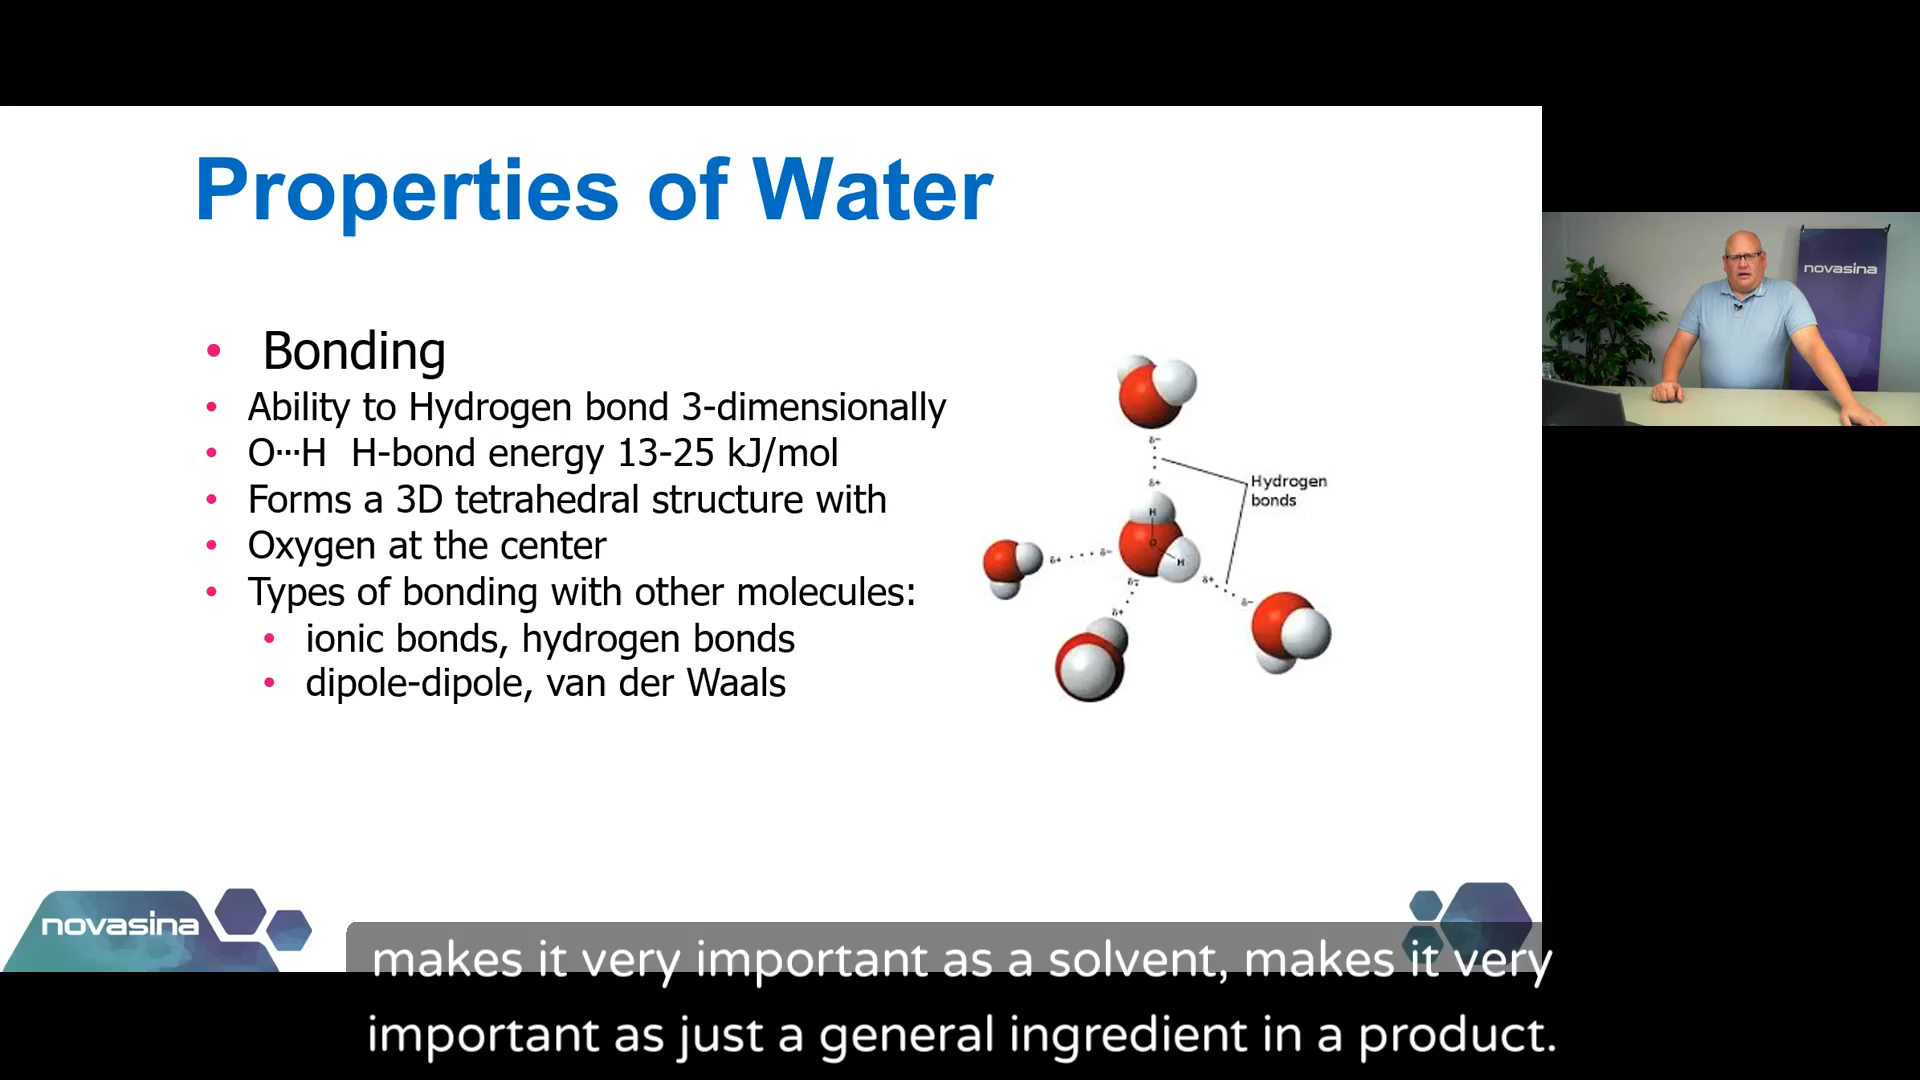 Properties of Water
• Bonding
• Ability to Hydrogen bond 3-dimensionally
• O···H H-bond energy 13-25 kJ/mol
• Forms a 3D tetrahedral structure with
• Oxygen at the center
• Types of bonding with other molecules:
• ionic bonds, hydrogen bonds
• dipole-dipole, van der Waals
δ−
δ+
Hydrogen
bonds
H
O
H
δ+
δ−
δ−
δ+
δ+
δ−
novasina
novasina
makes it very important as a solvent, makes it very
important as just a general ingredient in a product.